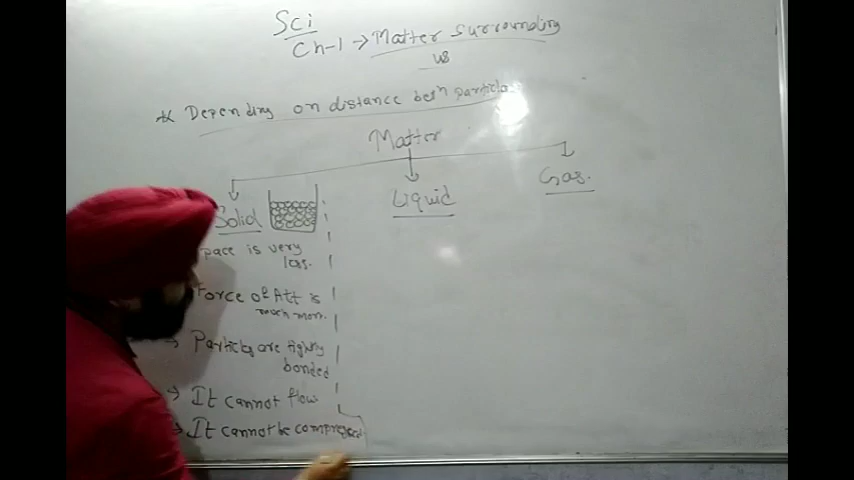 Sci
Ch-1 → Matter Surrounding
us
* Depending on distance betn particle
Matter
Solid
Liquid
Gas.
pace is very
less.
Force of Att is
much more.
→ Particles are tightly
bonded
→ It cannot flow
→ It cannot be compressed